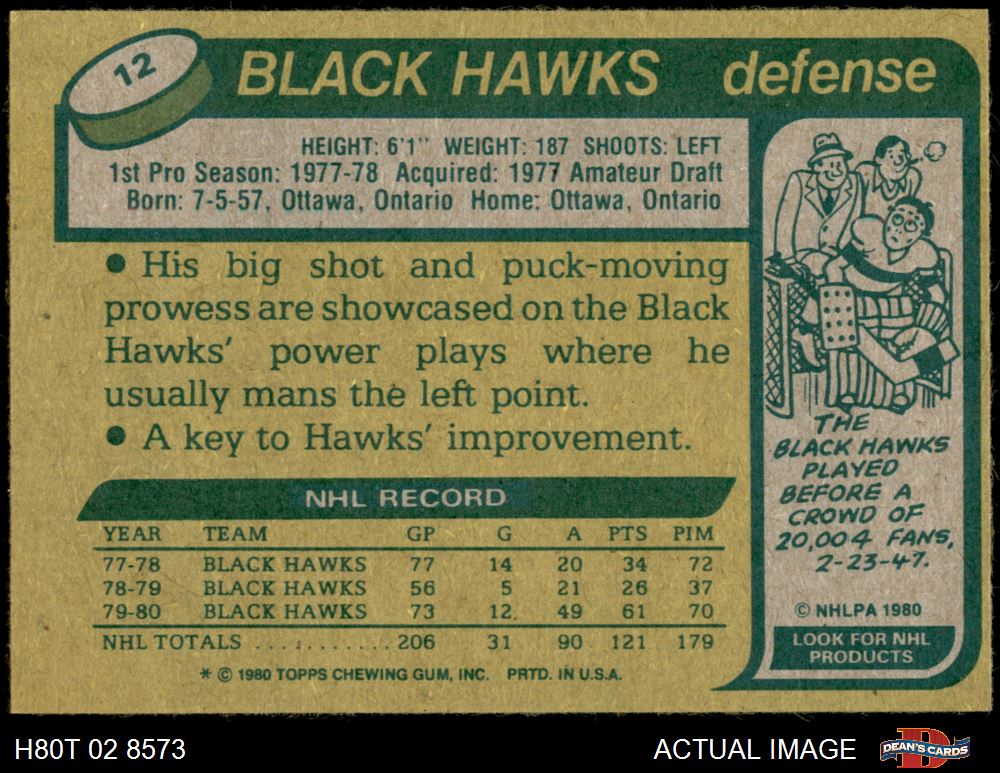 12
BLACK HAWKS defense
HEIGHT: 6'1" WEIGHT: 187 SHOOTS: LEFT
1st Pro Season: 1977-78 Acquired: 1977 Amateur Draft
Born: 7-5-57, Ottawa, Ontario Home: Ottawa, Ontario
• His big shot and puck-moving
prowess are showcased on the Black
Hawks' power plays where he
usually mans the left point.
• A key to Hawks' improvement.
NHL RECORD
YEAR TEAM GP G A PTS PIM
77-78 BLACK HAWKS 77 14 20 34 72
78-79 BLACK HAWKS 56 5 21 26 37
79-80 BLACK HAWKS 73 12 49 61 70
NHL TOTALS . . . . . . . . . . . 206 31 90 121 179
* © 1980 TOPPS CHEWING GUM, INC. PRTD. IN U.S.A.
THE
BLACK HAWKS
PLAYED
BEFORE A
CROWD OF
20,004 FANS,
2-23-47.
© NHLPA 1980
LOOK FOR NHL
PRODUCTS
H80T 02 8573 ACTUAL IMAGE DEAN'S CARDS